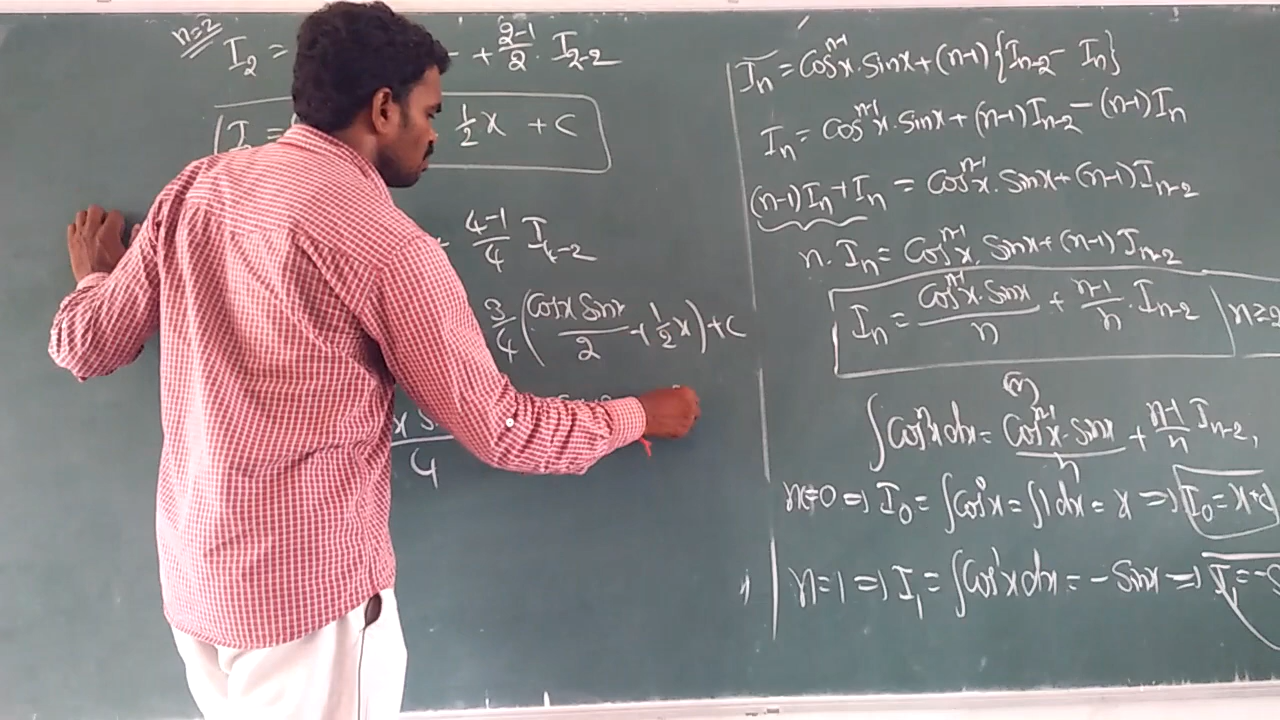 n=2
I₂ = + (2-1)/2 · I₂₋₂
I = 1/2 x + c
(4-1)/4 I₄₋₂
3/4 (Cosx Sinx / 2 + 1/2 x) + c
x S
4
Iₙ = Cosⁿ⁻¹x · Sinx + (n-1) {Iₙ₋₂ - Iₙ}
Iₙ = Cosⁿ⁻¹x · Sinx + (n-1) Iₙ₋₂ - (n-1) Iₙ
(n-1) Iₙ + Iₙ = Cosⁿ⁻¹x · Sinx + (n-1) Iₙ₋₂
n · Iₙ = Cosⁿ⁻¹x · Sinx + (n-1) Iₙ₋₂
Iₙ = Cosⁿ⁻¹x · Sinx / n + (n-1)/n · Iₙ₋₂ n≥2
∫Cosⁿx dx = Cosⁿ⁻¹x · Sinx / n + (n-1)/n Iₙ₋₂,
n=0 ⇒ I₀ = ∫Cos⁰x = ∫1 dx = x ⇒ I₀ = x+c
n=1 ⇒ I₁ = ∫Cos¹x dx = -Sinx ⇒ I₁ = -S